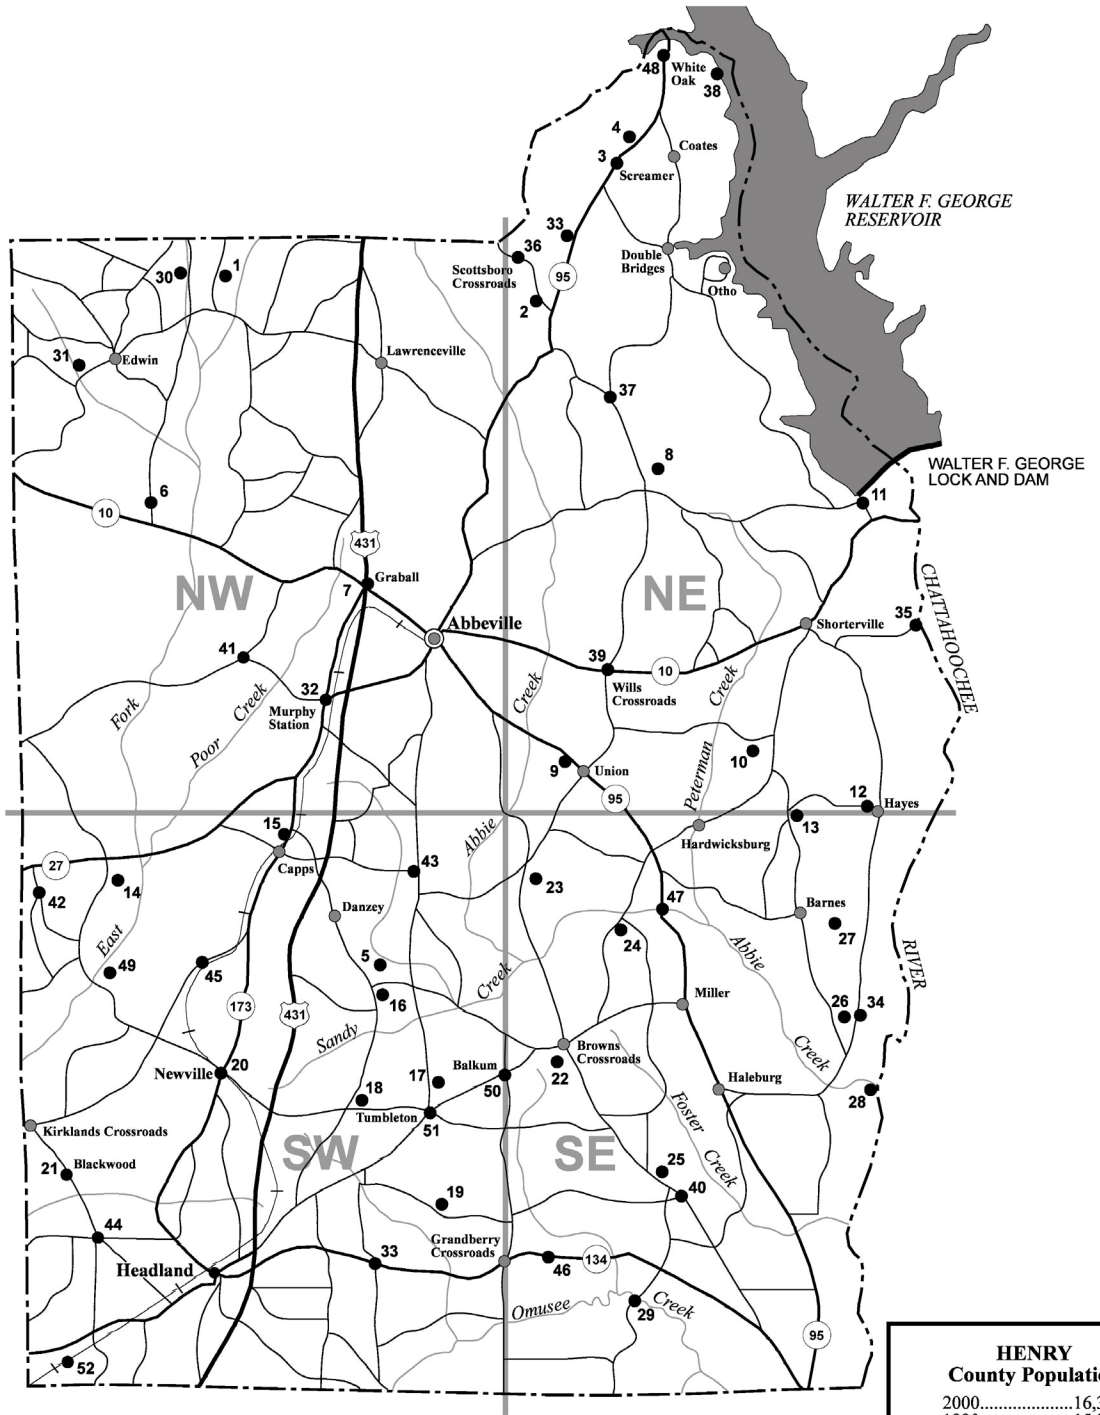 48
White
Oak
38
4
3
Coates
Screamer
WALTER F. GEORGE
RESERVOIR
33
36
Double
Bridges
Scottsboro
Crossroads
95
Otho
2
30
1
31
Edwin
Lawrenceville
37
8
WALTER F. GEORGE
LOCK AND DAM
6
11
10
431
NW
NE
CHATTAHOOCHEE
7
Graball
Abbeville
Shorterville
35
41
39
10
Wills
Crossroads
32
Murphy
Station
Fork
Poor
Creek
Creek
Creek
Peterman
9
Union
10
95
12
Hayes
13
15
Abbie
Hardwicksburg
27
Capps
43
14
42
23
47
Barnes
Danzey
24
27
East
5
Abbie
RIVER
49
45
16
Creek
Miller
173
431
26
34
Sandy
Browns
Crossroads
Creek
Newville
20
17
Balkum
50
22
Haleburg
18
28
Tumbleton
51
Foster
Creek
Kirklands Crossroads
SW
SE
21
Blackwood
25
40
19
44
Grandberry
Crossroads
Headland
33
46
134
Omusee
Creek
29
95
52
HENRY
County Populatio
2000....................16,3